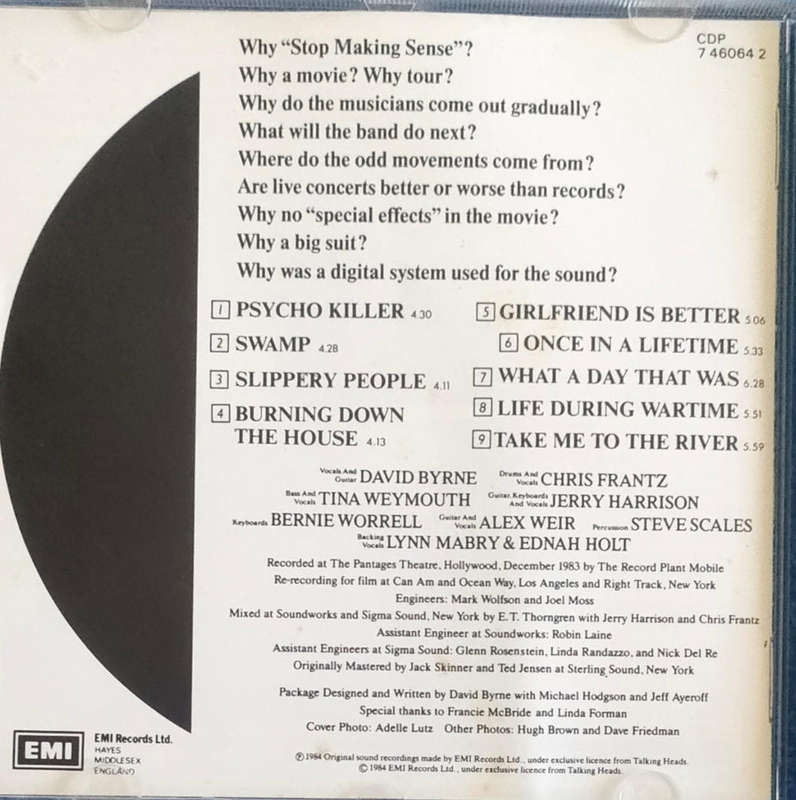 CDP
7 46064 2
Why "Stop Making Sense"?
Why a movie? Why tour?
Why do the musicians come out gradually?
What will the band do next?
Where do the odd movements come from?
Are live concerts better or worse than records?
Why no "special effects" in the movie?
Why a big suit?
Why was a digital system used for the sound?
1 PSYCHO KILLER 4.30
2 SWAMP 4.28
3 SLIPPERY PEOPLE 4.11
4 BURNING DOWN
THE HOUSE 4.13
5 GIRLFRIEND IS BETTER 5.06
6 ONCE IN A LIFETIME 5.33
7 WHAT A DAY THAT WAS 6.28
8 LIFE DURING WARTIME 5.51
9 TAKE ME TO THE RIVER 5.59
Vocals And Guitar DAVID BYRNE Drums And Vocals CHRIS FRANTZ
Bass And Vocals TINA WEYMOUTH Guitar, Keyboards And Vocals JERRY HARRISON
Keyboards BERNIE WORRELL Guitar And Vocals ALEX WEIR Percussion STEVE SCALES
Backing Vocals LYNN MABRY & EDNAH HOLT
Recorded at The Pantages Theatre, Hollywood, December 1983 by The Record Plant Mobile
Re-recording for film at Can Am and Ocean Way, Los Angeles and Right Track, New York
Engineers: Mark Wolfson and Joel Moss
Mixed at Soundworks and Sigma Sound, New York by E.T. Thorngren with Jerry Harrison and Chris Frantz
Assistant Engineer at Soundworks: Robin Laine
Assistant Engineers at Sigma Sound: Glenn Rosenstein, Linda Randazzo, and Nick Del Re
Originally Mastered by Jack Skinner and Ted Jensen at Sterling Sound, New York
Package Designed and Written by David Byrne with Michael Hodgson and Jeff Ayeroff
Special thanks to Francie McBride and Linda Forman
Cover Photo: Adelle Lutz Other Photos: Hugh Brown and Dave Friedman
EMI
EMI Records Ltd.
HAYES
MIDDLESEX
ENGLAND
℗ 1984 Original sound recordings made by EMI Records Ltd., under exclusive licence from Talking Heads.
© 1984 EMI Records Ltd., under exclusive licence from Talking Heads.